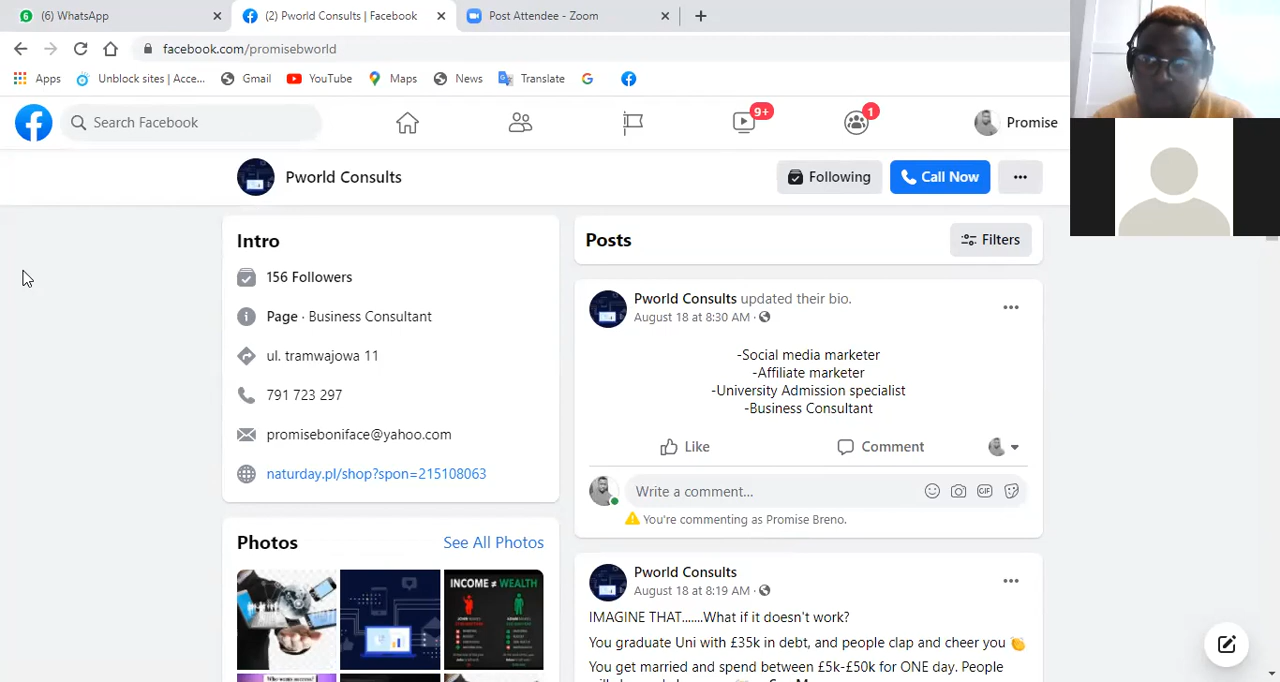 (6) WhatsApp
(2) Pworld Consults | Facebook
Post Attendee - Zoom
facebook.com/promisebworld
Apps
Unblock sites | Acce...
Gmail
YouTube
Maps
News
Translate
Search Facebook
9+
1
Promise
Pworld Consults
Following
Call Now
Intro
156 Followers
Page · Business Consultant
ul. tramwajowa 11
791 723 297
promiseboniface@yahoo.com
naturday.pl/shop?spon=215108063
Photos
See All Photos
INCOME ≠ WEALTH
Posts
Filters
Pworld Consults updated their bio.
August 18 at 8:30 AM ·
-Social media marketer
-Affiliate marketer
-University Admission specialist
-Business Consultant
Like
Comment
Write a comment...
GIF
You're commenting as Promise Breno.
Pworld Consults
August 18 at 8:19 AM ·
IMAGINE THAT.......What if it doesn't work?
You graduate Uni with £35k in debt, and people clap and cheer you 👏
You get married and spend between £5k-£50k for ONE day. People